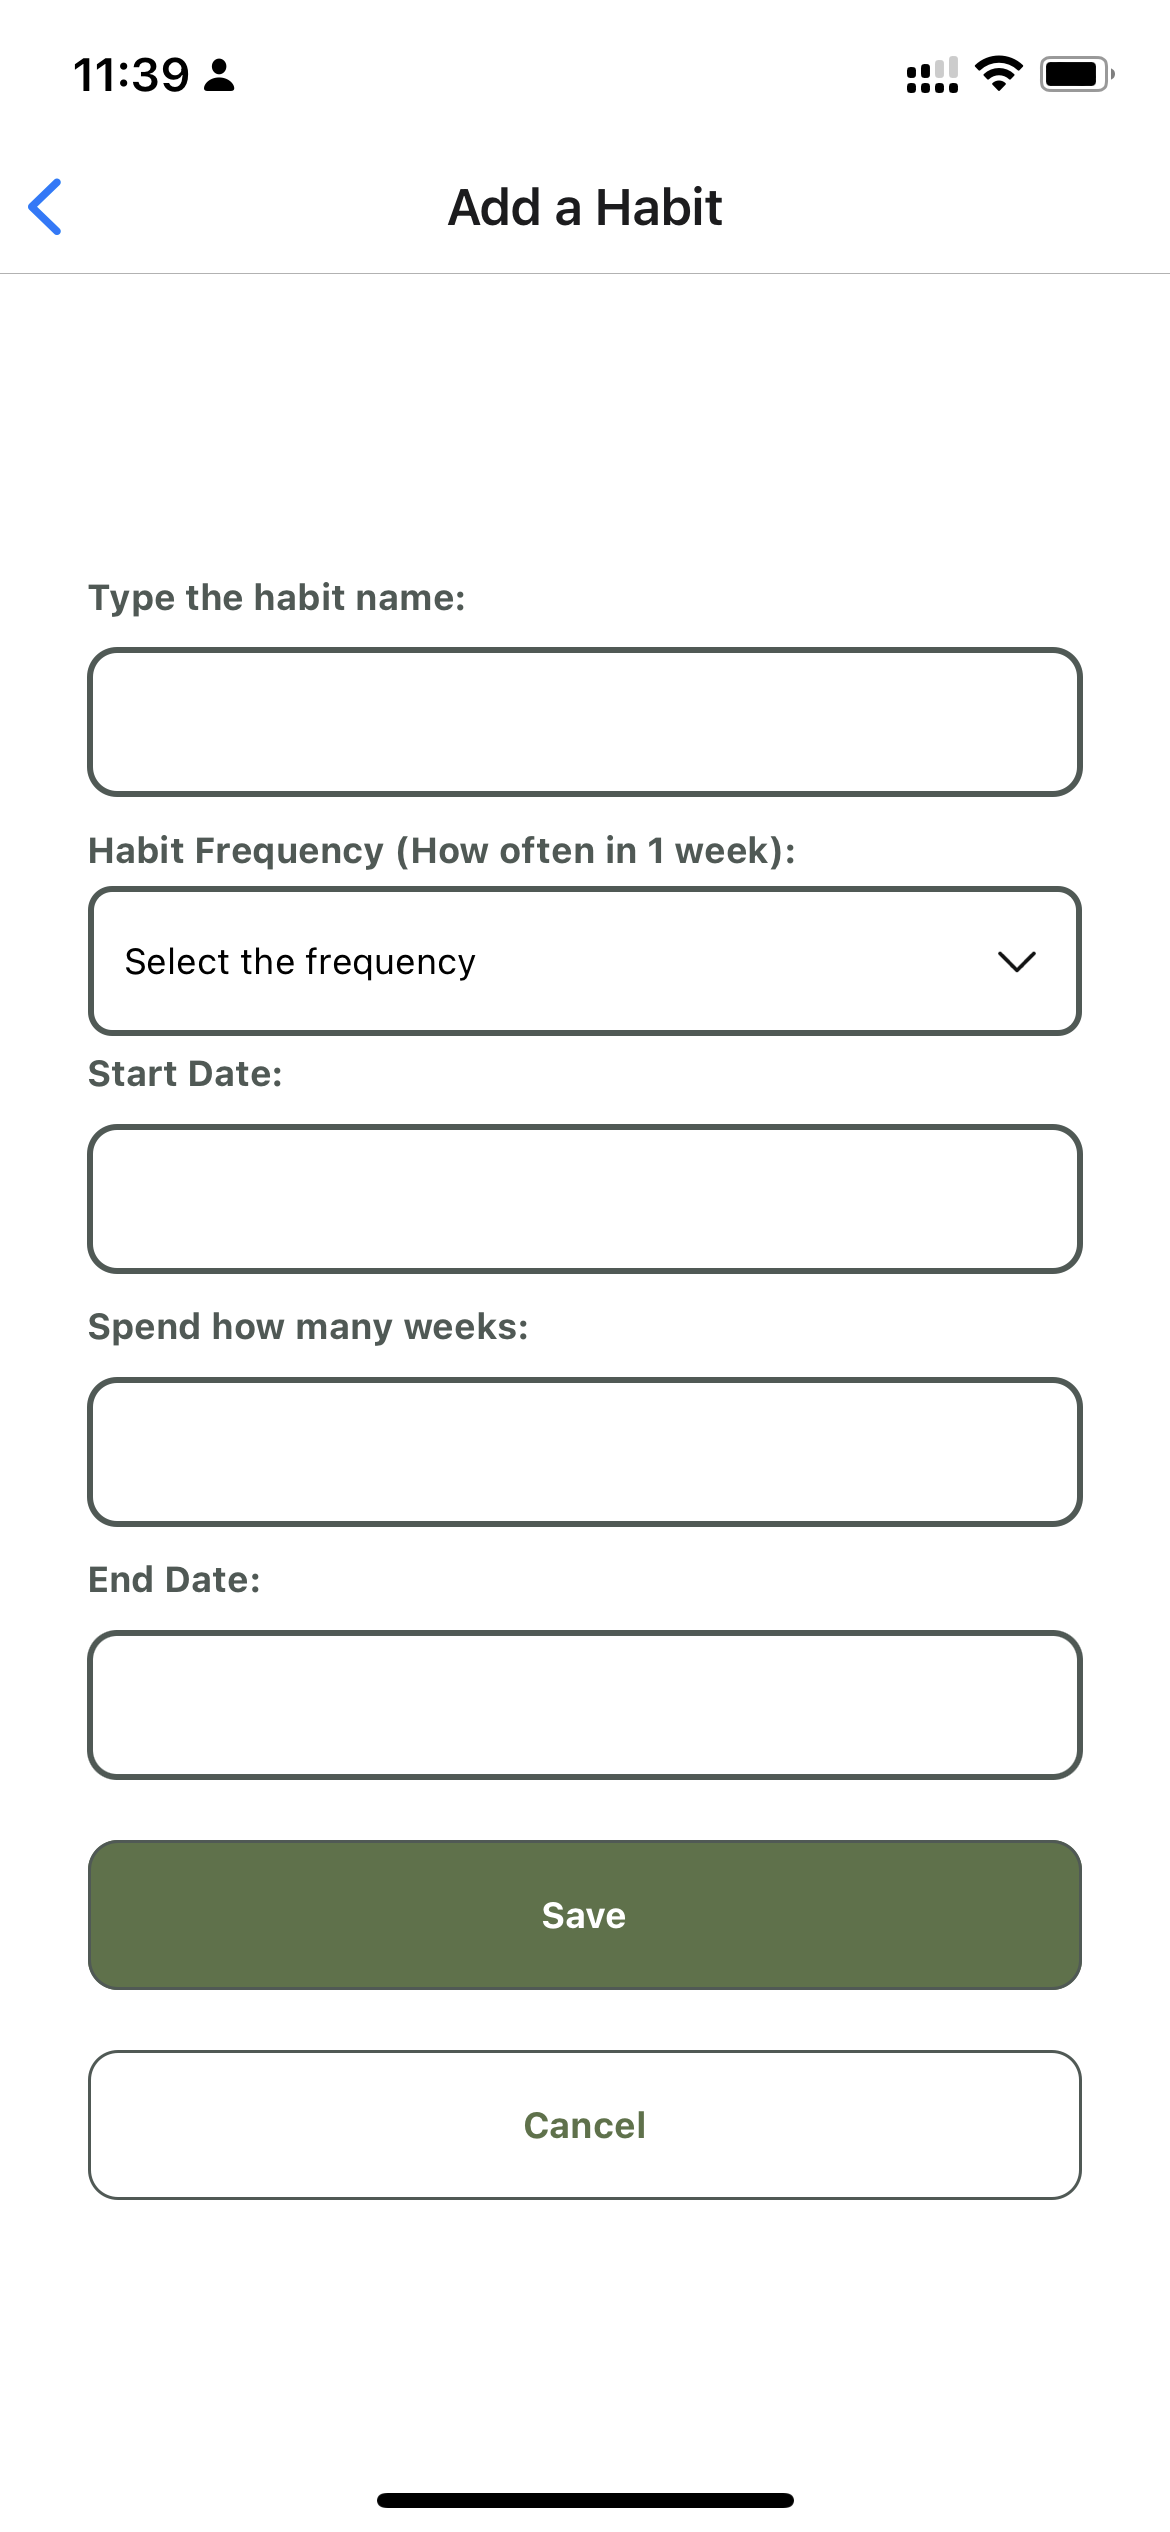 11:39
Add a Habit
Type the habit name:
Habit Frequency (How often in 1 week):
Select the frequency
Start Date:
Spend how many weeks:
End Date:
Save
Cancel